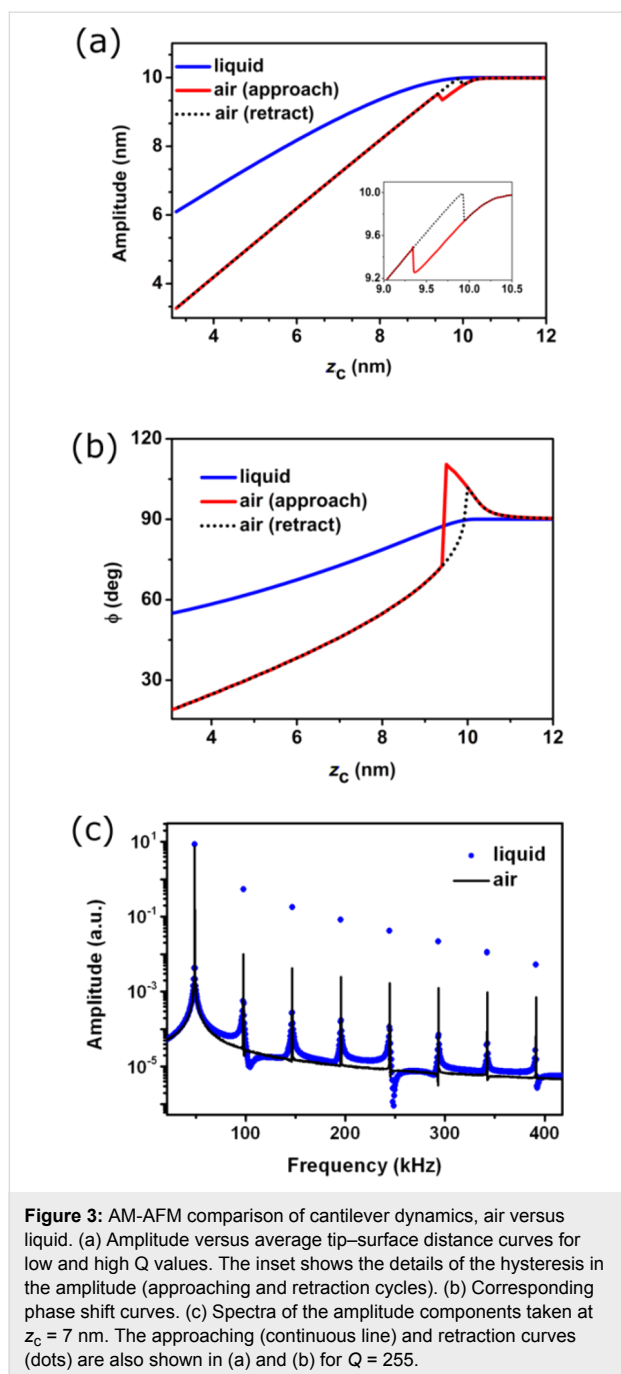 (a)
liquid
air (approach)
air (retract)
Amplitude (nm)
10
8
6
4
10.0
9.6
9.2
9.0 9.5 10.0 10.5
4 6 8 10 12
zc (nm)
(b)
120
90
60
30
ϕ (deg)
liquid
air (approach)
air (retract)
4 6 8 10 12
zc (nm)
(c)
10¹
10⁻¹
10⁻³
10⁻⁵
Amplitude (a.u.)
liquid
air
100 200 300 400
Frequency (kHz)
Figure 3: AM-AFM comparison of cantilever dynamics, air versus
liquid. (a) Amplitude versus average tip–surface distance curves for
low and high Q values. The inset shows the details of the hysteresis in
the amplitude (approaching and retraction cycles). (b) Corresponding
phase shift curves. (c) Spectra of the amplitude components taken at
zc = 7 nm. The approaching (continuous line) and retraction curves
(dots) are also shown in (a) and (b) for Q = 255.